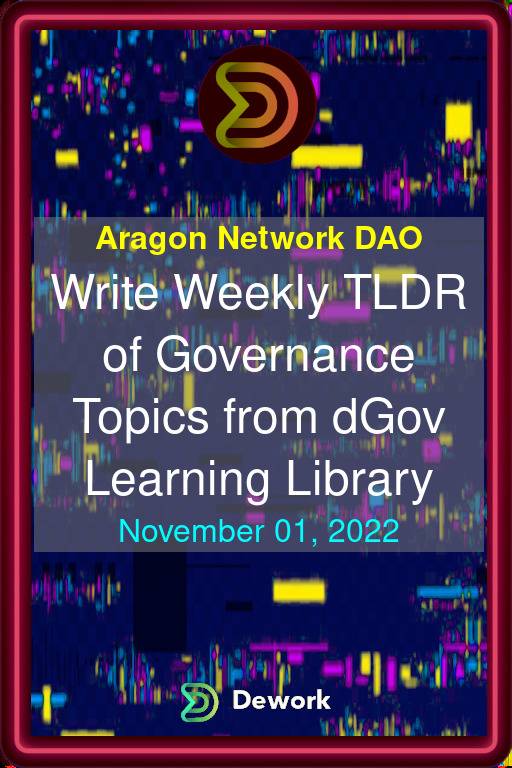 Aragon Network DAO
Write Weekly TLDR
of Governance
Topics from dGov
Learning Library
November 01, 2022
Dework